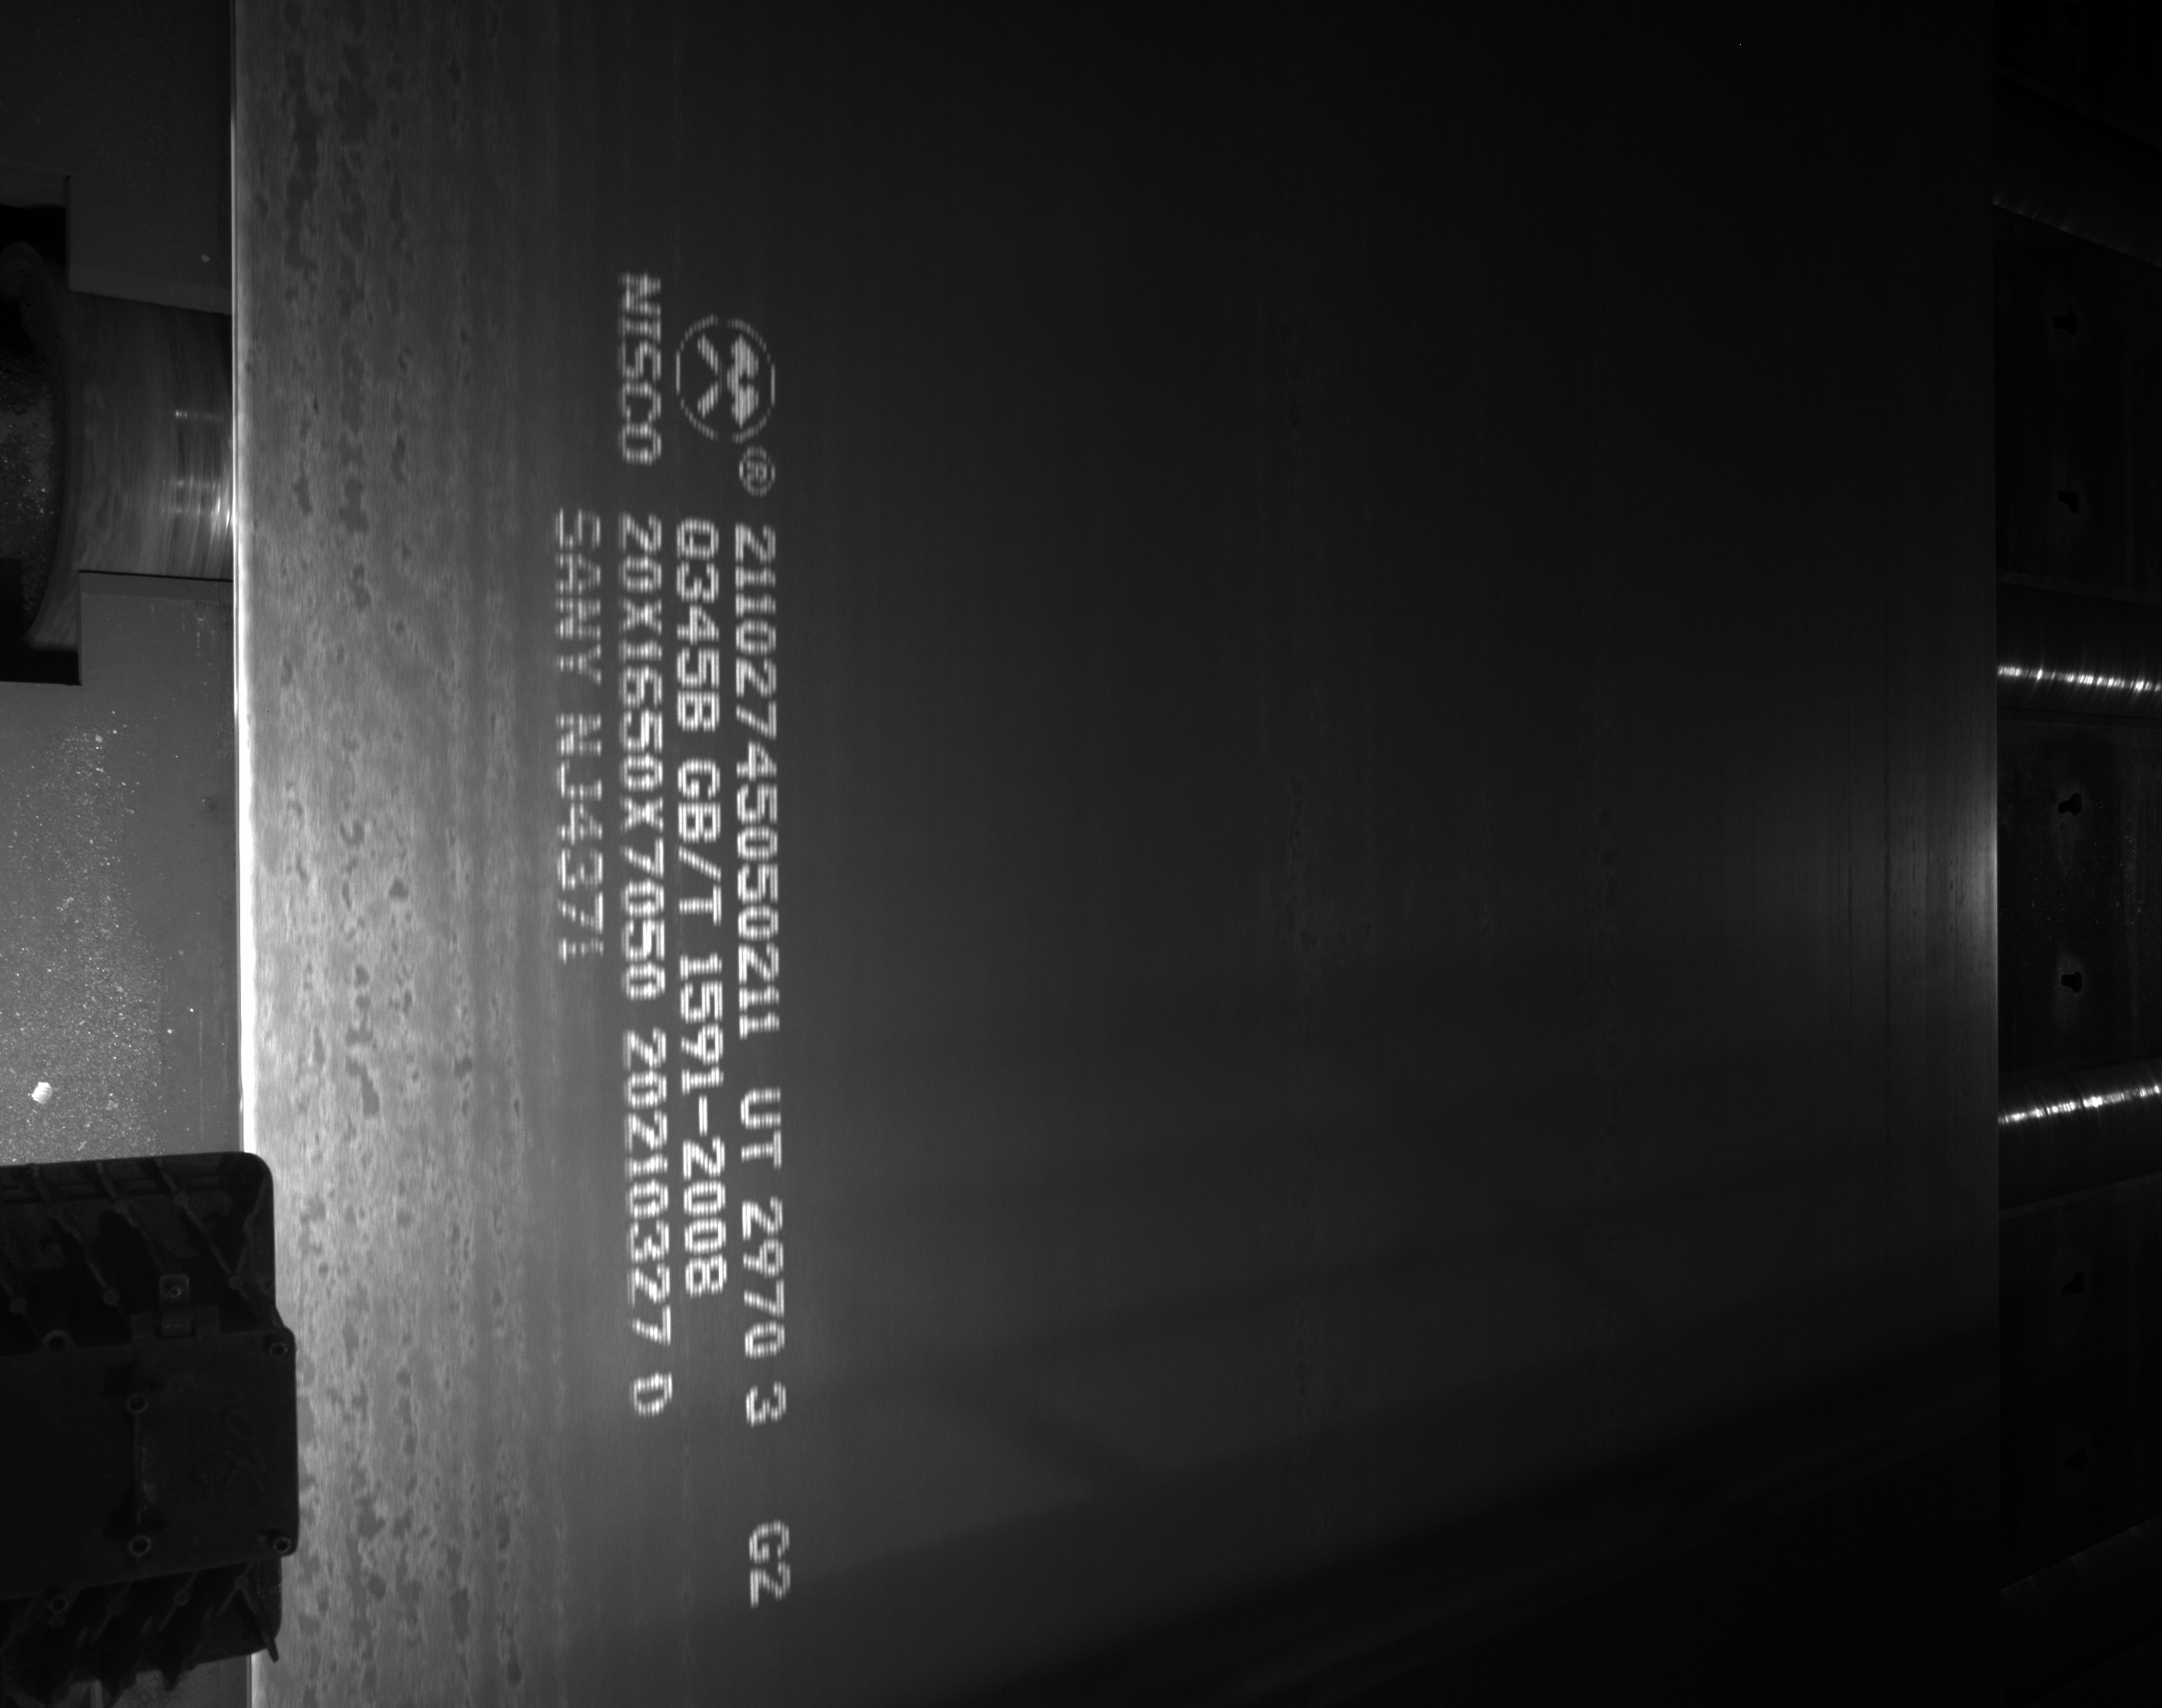 ® 21102745050211 UT 2970 3 G2
Q345B GB/T 1591-2008
NISCO 20X1650X7050 20210327 D
SANY NJ4371